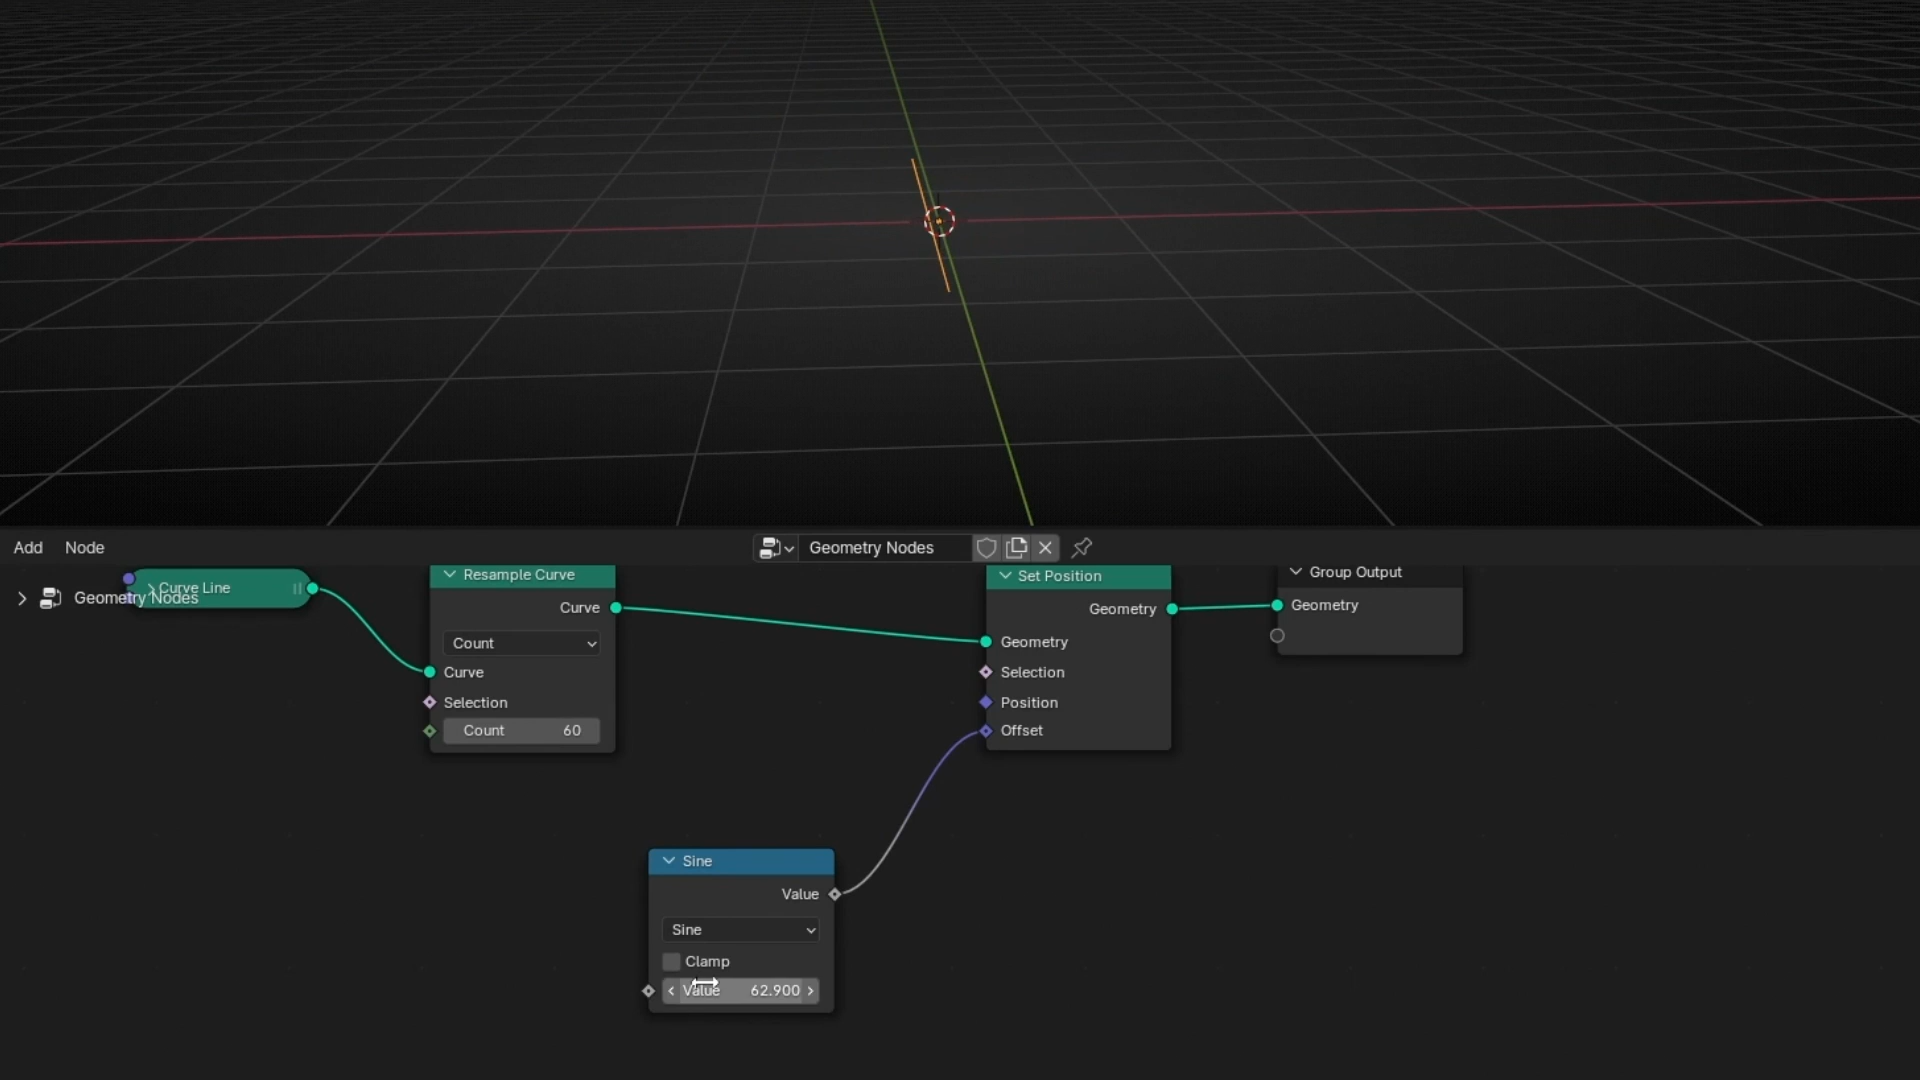 Add Node Geometry Nodes
Geometry Nodes
Curve Line
Resample Curve
Curve
Count
Curve
Selection
Count 60
Set Position
Geometry
Geometry
Selection
Position
Offset
Group Output
Geometry
Sine
Value
Sine
Clamp
Value 62.900